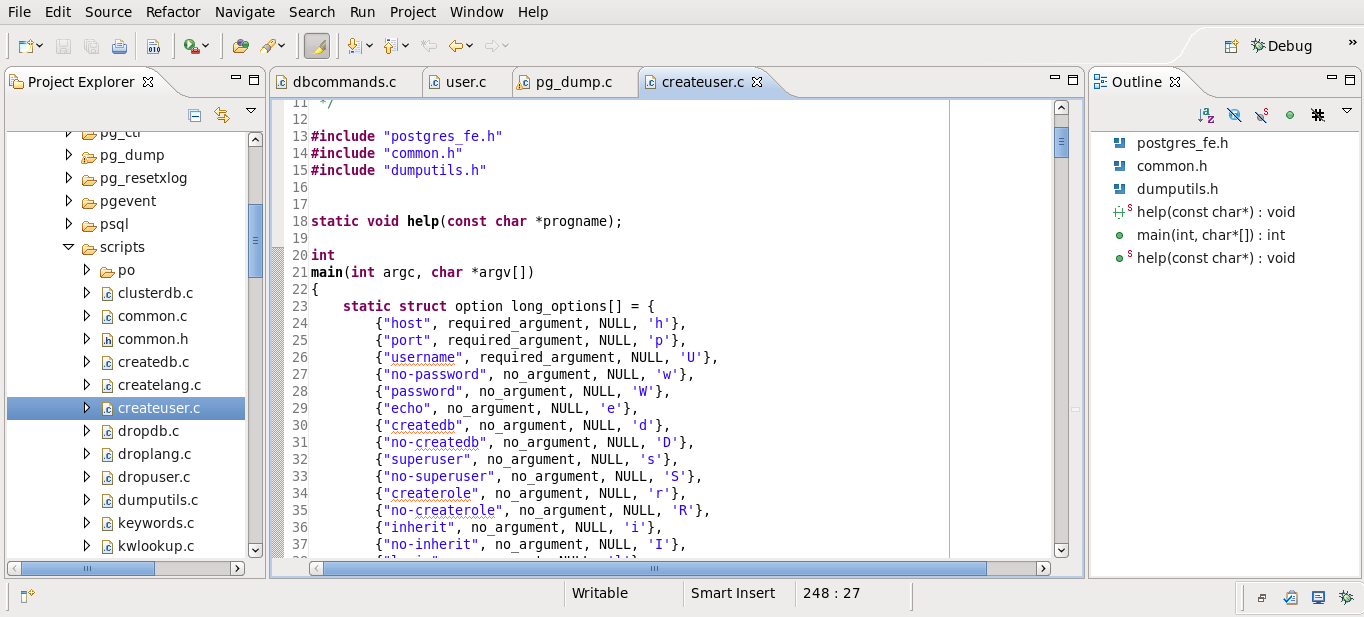 File Edit Source Refactor Navigate Search Run Project Window Help
Debug
Project Explorer
dbcommands.c
user.c
pg_dump.c
createuser.c
Outline
pg_ctl
pg_dump
pg_resetxlog
pgevent
psql
scripts
po
clusterdb.c
common.c
common.h
createdb.c
createlang.c
createuser.c
dropdb.c
droplang.c
dropuser.c
dumputils.c
keywords.c
kwlookup.c
11 */
12
13 #include "postgres_fe.h"
14 #include "common.h"
15 #include "dumputils.h"
16
17
18 static void help(const char *progname);
19
20 int
21 main(int argc, char *argv[])
22 {
23 static struct option long_options[] = {
24 {"host", required_argument, NULL, 'h'},
25 {"port", required_argument, NULL, 'p'},
26 {"username", required_argument, NULL, 'U'},
27 {"no-password", no_argument, NULL, 'w'},
28 {"password", no_argument, NULL, 'W'},
29 {"echo", no_argument, NULL, 'e'},
30 {"createdb", no_argument, NULL, 'd'},
31 {"no-createdb", no_argument, NULL, 'D'},
32 {"superuser", no_argument, NULL, 's'},
33 {"no-superuser", no_argument, NULL, 'S'},
34 {"createrole", no_argument, NULL, 'r'},
35 {"no-createrole", no_argument, NULL, 'R'},
36 {"inherit", no_argument, NULL, 'i'},
37 {"no-inherit", no_argument, NULL, 'I'},
postgres_fe.h
common.h
dumputils.h
help(const char*) : void
main(int, char*[]) : int
help(const char*) : void
Writable
Smart Insert
248 : 27